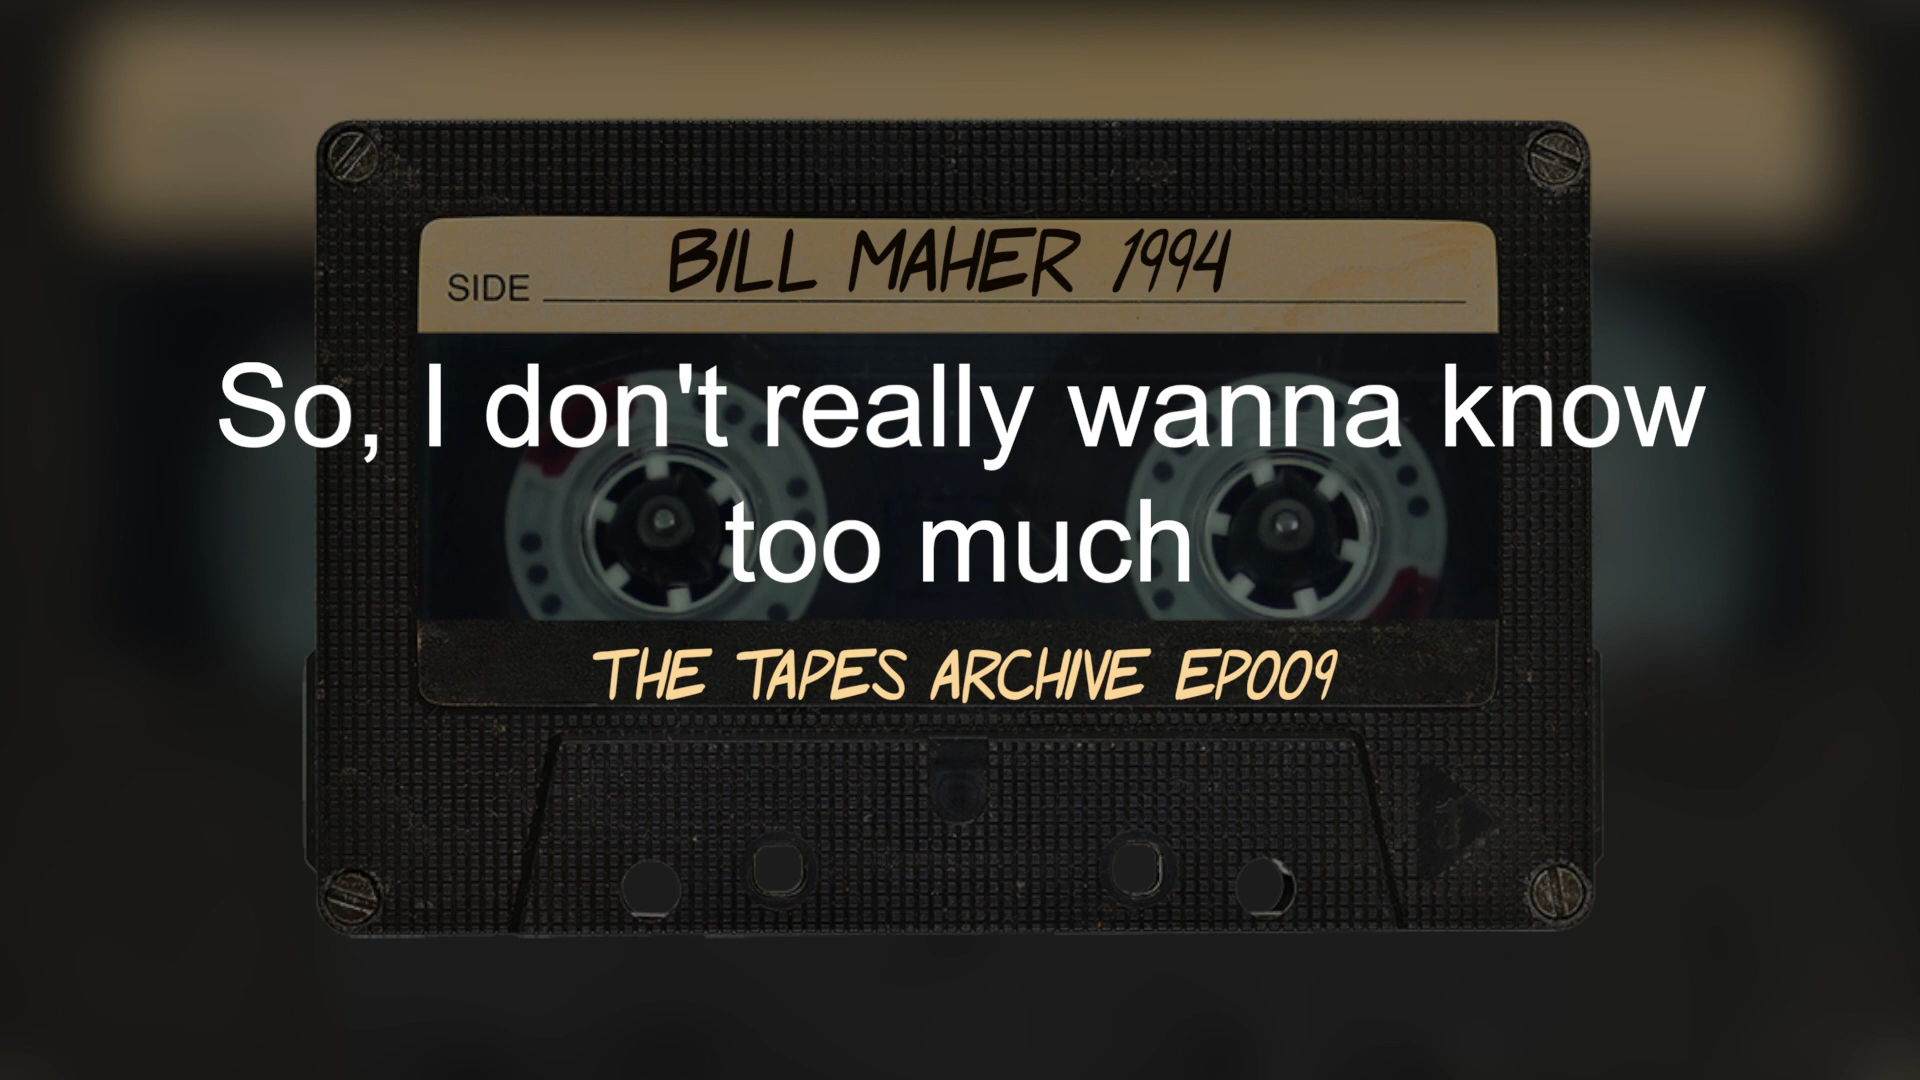 BILL MAHER 1994
SIDE
So, I don't really wanna know
too much
THE TAPES ARCHIVE EP009